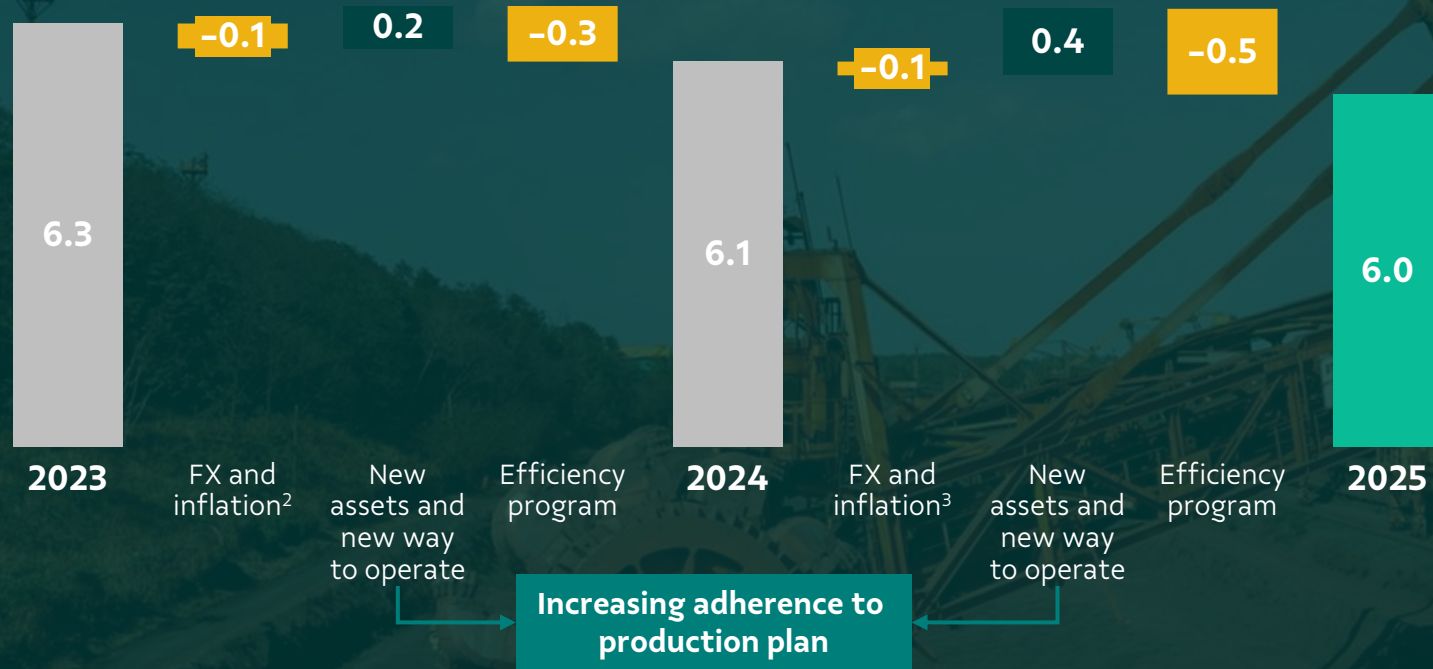 –0.1
0.2
–0.3
–0.1
0.4
–0.5
6.3
6.1
6.0
2023
FX and
inflation²
New
assets and
new way
to operate
Efficiency
program
2024
FX and
inflation³
New
assets and
new way
to operate
Efficiency
program
2025
Increasing adherence to
production plan